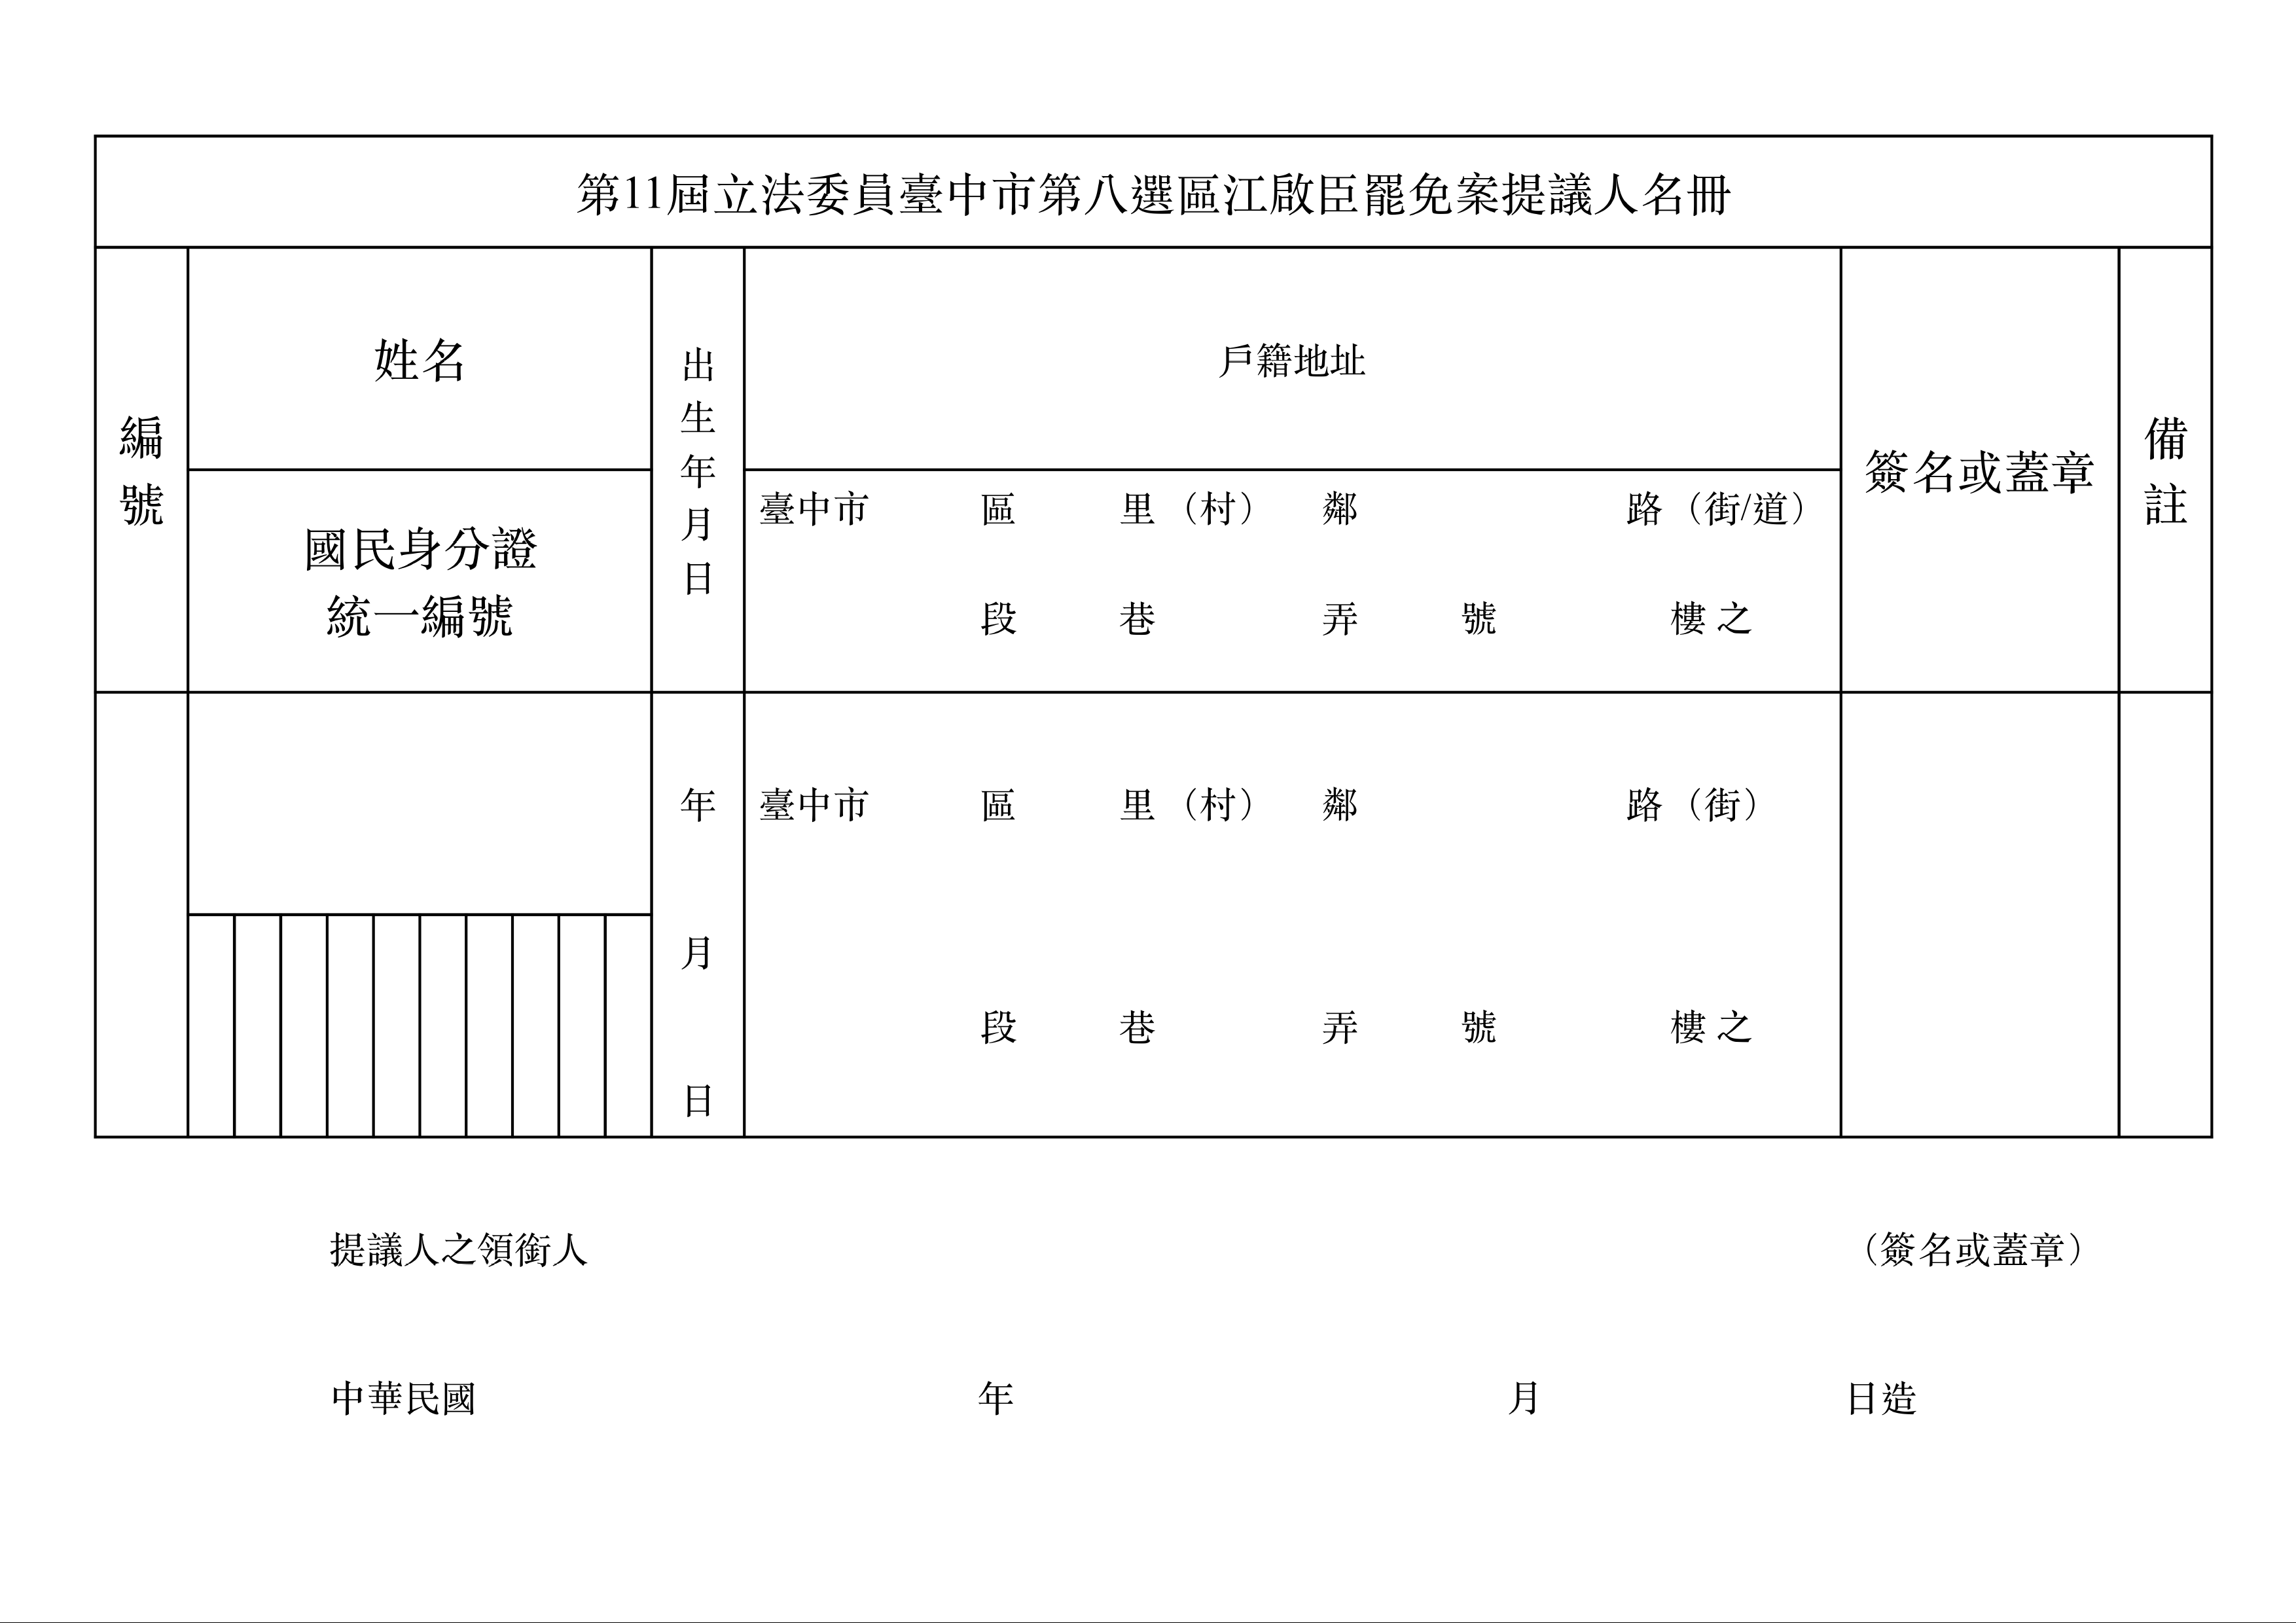 第11屆立法委員臺中市第八選區江啟臣罷免案提議人名冊
編號
姓名
國民身分證
統一編號
出生年月日
戶籍地址
臺中市 區 里（村） 鄰 路（街/道）
段 巷 弄 號 樓之
簽名或蓋章
備註
年
月
日
臺中市 區 里（村） 鄰 路（街）
段 巷 弄 號 樓之
提議人之領銜人 （簽名或蓋章）
中華民國 年 月 日造